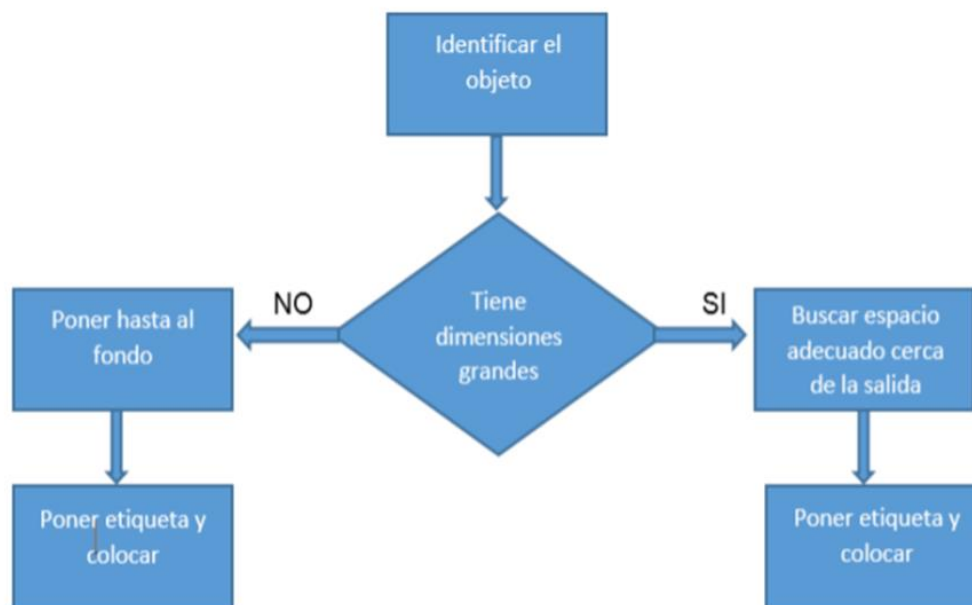 Identificar el
objeto
NO
SI
Tiene
dimensiones
grandes
Poner hasta al
fondo
Buscar espacio
adecuado cerca
de la salida
Poner etiqueta y
colocar
Poner etiqueta y
colocar